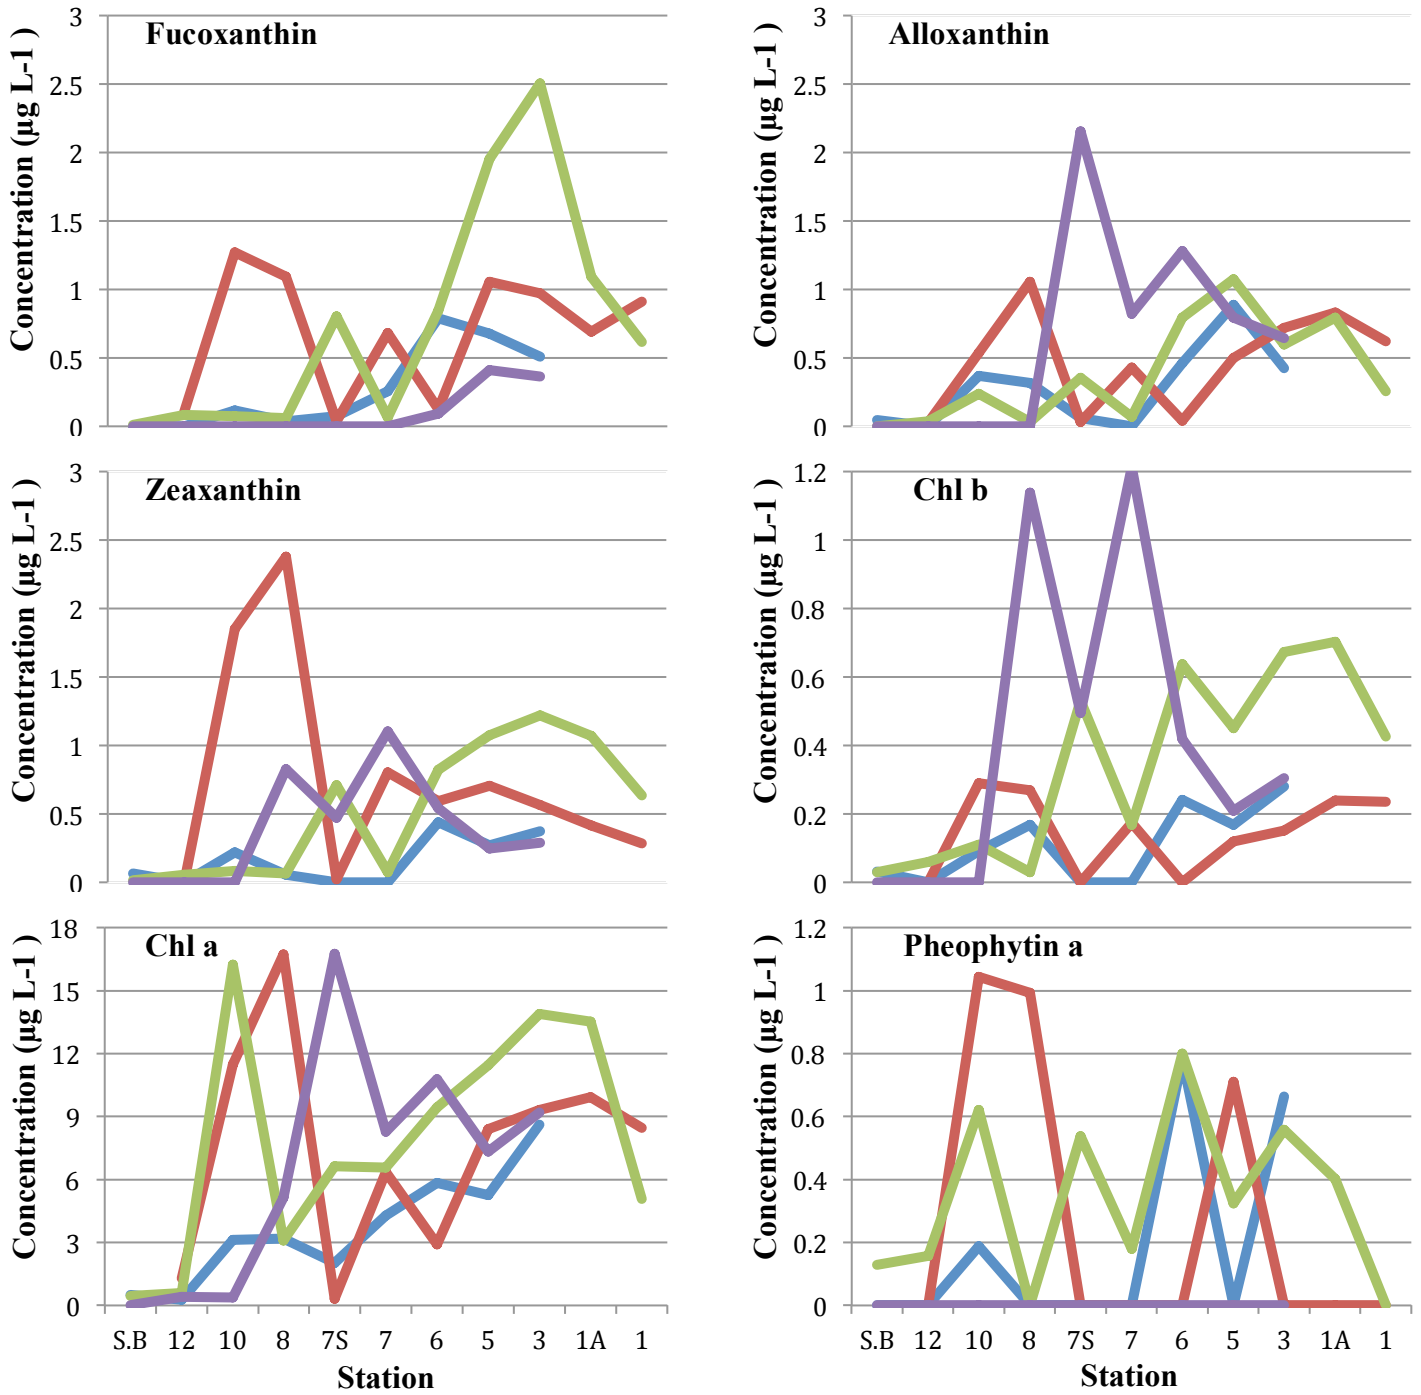 Fucoxanthin
Concentration (µg L-1 )
3
2.5
2
1.5
1
0.5
0
Alloxanthin
Concentration (µg L-1 )
3
2.5
2
1.5
1
0.5
0
Zeaxanthin
Concentration (µg L-1 )
3
2.5
2
1.5
1
0.5
0
Chl b
Concentration (µg L-1 )
1.2
1
0.8
0.6
0.4
0.2
0
Chl a
Concentration (µg L-1 )
18
15
12
9
6
3
0
S.B 12 10 8 7S 7 6 5 3 1A 1
Station
Pheophytin a
Concentration (µg L-1 )
1.2
1
0.8
0.6
0.4
0.2
0
S.B 12 10 8 7S 7 6 5 3 1A 1
Station